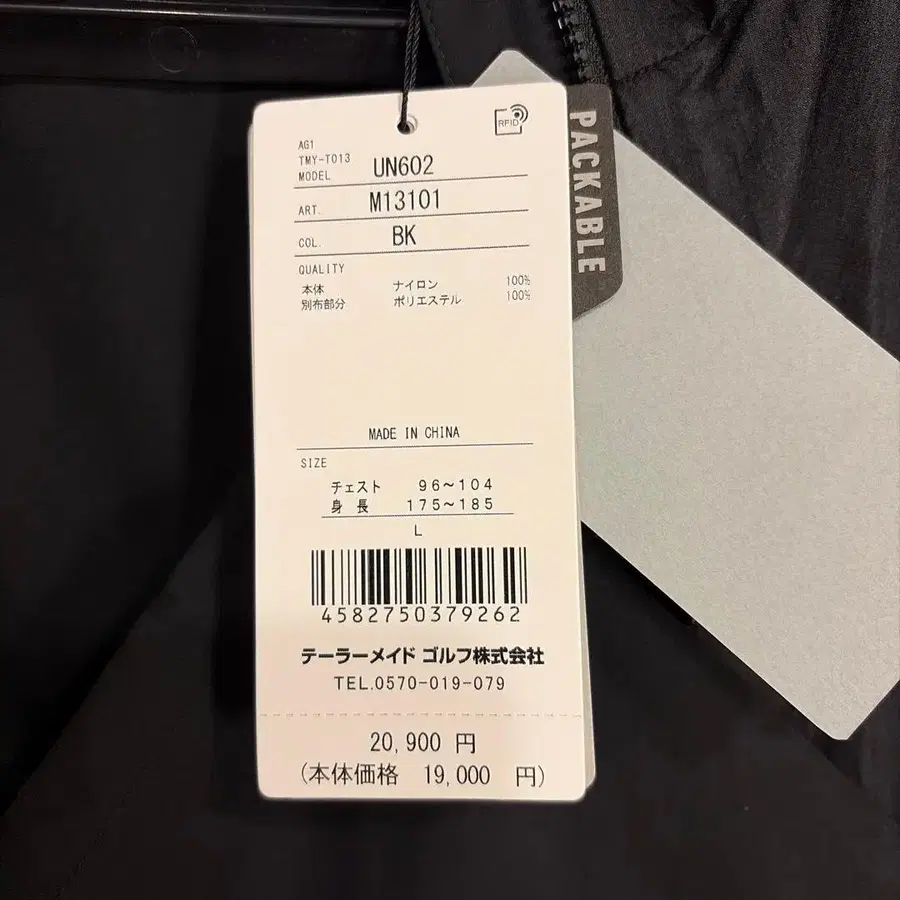 RFID
PACKABLE
AG1
TMY-T013
MODEL UN602
ART. M13101
COL. BK
QUALITY
本体 ナイロン 100%
別布部分 ポリエステル 100%
MADE IN CHINA
SIZE
チェスト 96～104
身長 175～185
L
4582750379262
テーラーメイド ゴルフ株式会社
TEL.0570-019-079
20,900 円
(本体価格 19,000 円)